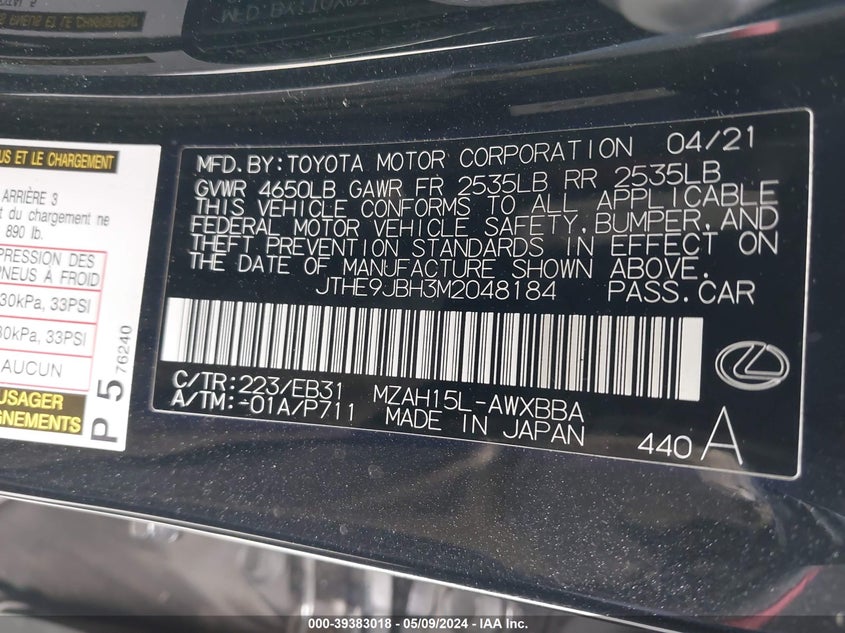 US ET LE CHARGEMENT
ARRIÈRE 3
t du chargement ne
890 lb.
PRESSION DES
PNEUS À FROID
230kPa, 33PSI
230kPa, 33PSI
AUCUN
USAGER
GNEMENTS
P 5 76240
MFD.BY:TOYOTA MOTOR CORPORATION 04/21
GVWR 4650LB GAWR FR 2535LB RR 2535LB
THIS VEHICLE CONFORMS TO ALL APPLICABLE
FEDERAL MOTOR VEHICLE SAFETY,BUMPER,AND
THEFT PREVENTION STANDARDS IN EFFECT ON
THE DATE OF MANUFACTURE SHOWN ABOVE.
JTHE9JBH3M2048184 PASS.CAR
C/TR:223/EB31 MZAH15L-AWXBBA
A/TM:-01A/P711 MADE IN JAPAN
440 A
000-39383018 - 05/09/2024 - IAA Inc.